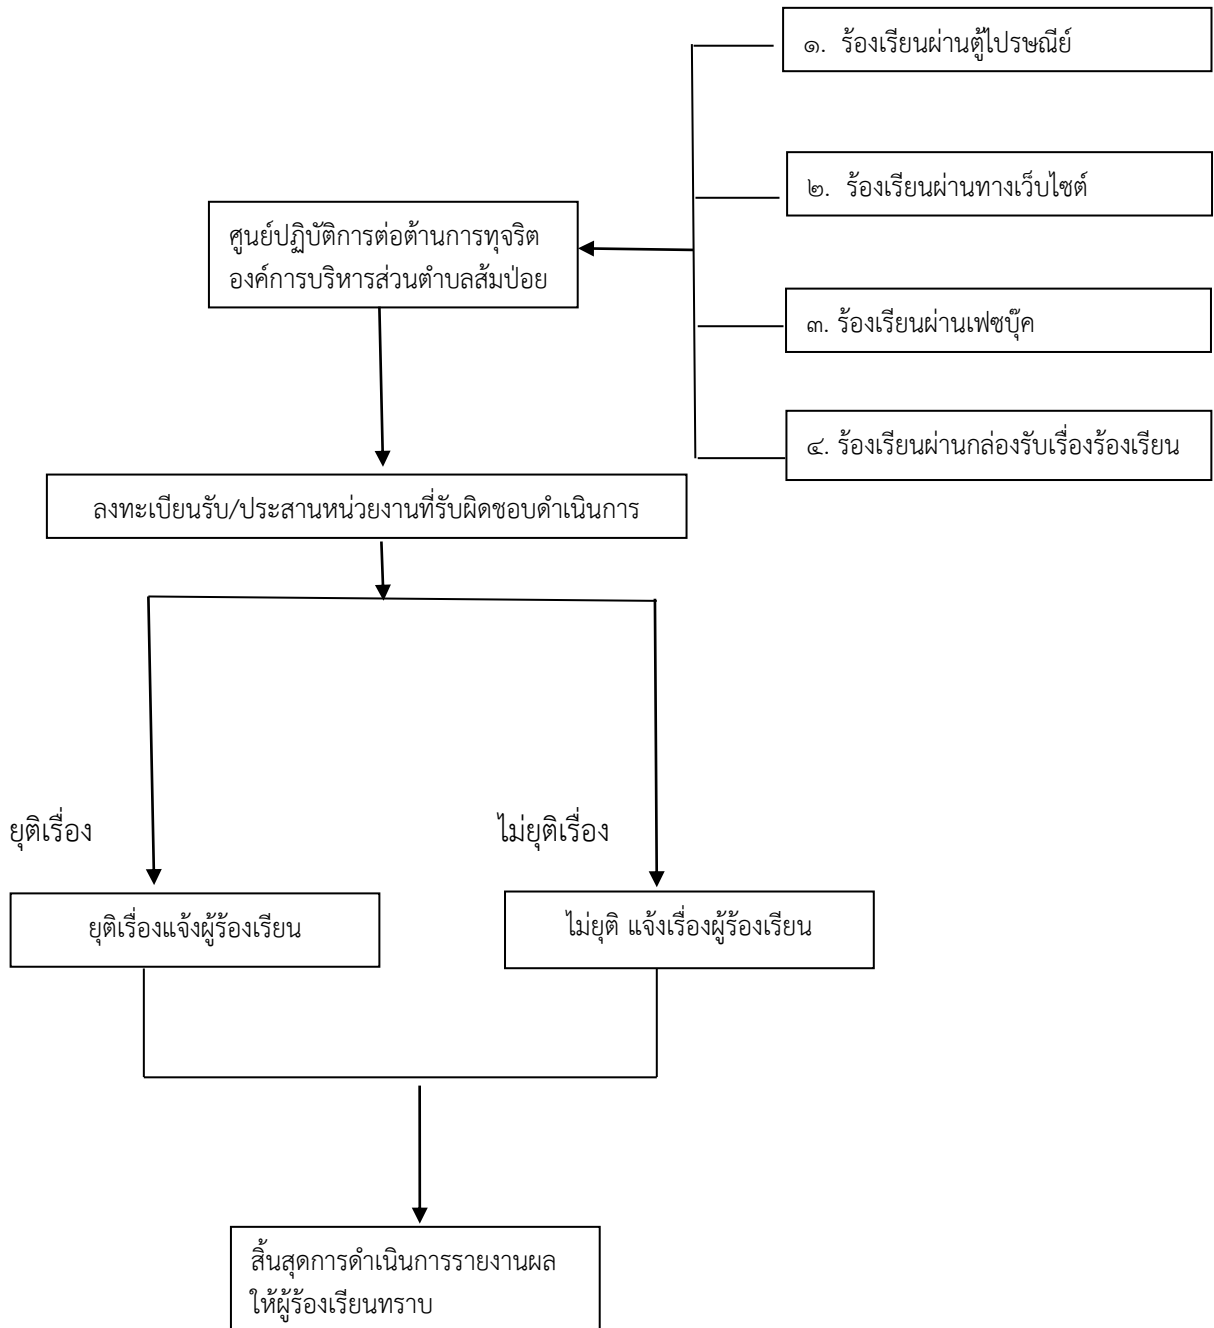 ๑. ร้องเรียนผ่านตู้ไปรษณีย์
๒. ร้องเรียนผ่านทางเว็บไซต์
ศูนย์ปฏิบัติการต่อต้านการทุจริต
องค์การบริหารส่วนตำบลส้มป่อย
๓. ร้องเรียนผ่านเฟซบุ๊ค
๔. ร้องเรียนผ่านกล่องรับเรื่องร้องเรียน
ลงทะเบียนรับ/ประสานหน่วยงานที่รับผิดชอบดำเนินการ
ยุติเรื่อง
ไม่ยุติเรื่อง
ยุติเรื่องแจ้งผู้ร้องเรียน
ไม่ยุติ แจ้งเรื่องผู้ร้องเรียน
สิ้นสุดการดำเนินการรายงานผล
ให้ผู้ร้องเรียนทราบ